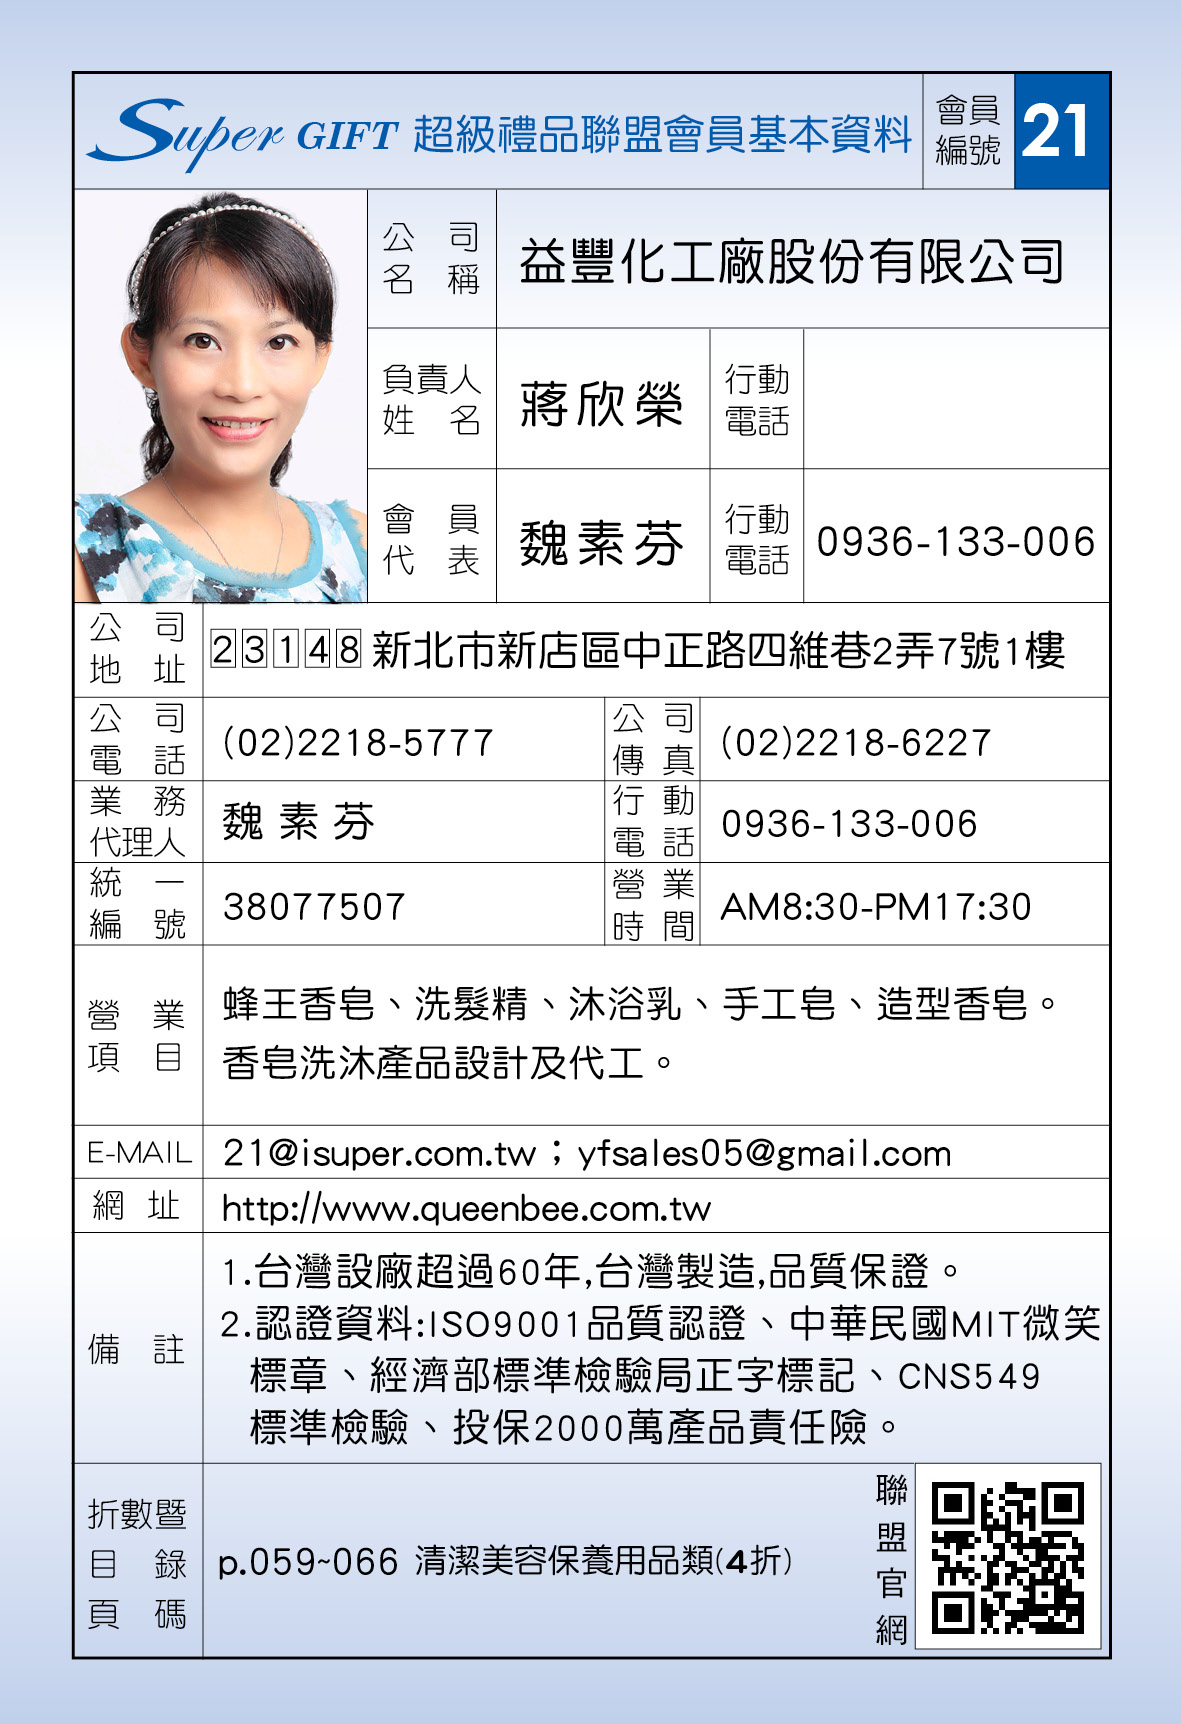 Super GIFT 超級禮品聯盟會員基本資料
會員
編號
21
公司
名稱
益豐化工廠股份有限公司
負責人
姓名
蔣欣榮
行動
電話
會員
代表
魏素芬
行動
電話
0936-133-006
公司
地址
23148 新北市新店區中正路四維巷2弄7號1樓
公司
電話
(02)2218-5777
公司
傳真
(02)2218-6227
業務
代理人
魏素芬
行動
電話
0936-133-006
統一
編號
38077507
營業
時間
AM8:30-PM17:30
營業
項目
蜂王香皂、洗髮精、沐浴乳、手工皂、造型香皂。
香皂洗沐產品設計及代工。
E-MAIL
21@isuper.com.tw；yfsales05@gmail.com
網址
http://www.queenbee.com.tw
備註
1.台灣設廠超過60年,台灣製造,品質保證。
2.認證資料:ISO9001品質認證、中華民國MIT微笑
標章、經濟部標準檢驗局正字標記、CNS549
標準檢驗、投保2000萬產品責任險。
折數暨
目錄
頁碼
p.059~066 清潔美容保養用品類(4折)
聯盟官網